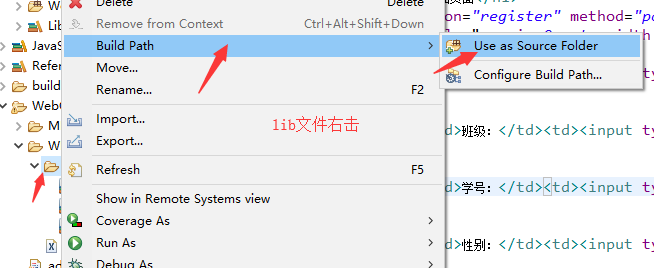 Delete Delete
Remove from Context Ctrl+Alt+Shift+Down
Build Path
Move...
Rename... F2
Import...
Export...
Refresh F5
Show in Remote Systems view
Coverage As
Run As
Debug As
Use as Source Folder
Configure Build Path...
lib文件右击
Lib
JavaS
Refere
build
WebC
M
W
ad
on="register" method="po
d>班级：</td><td><input ty
d>学号：</td><td><input ty
d>性别：</td><td><input ty